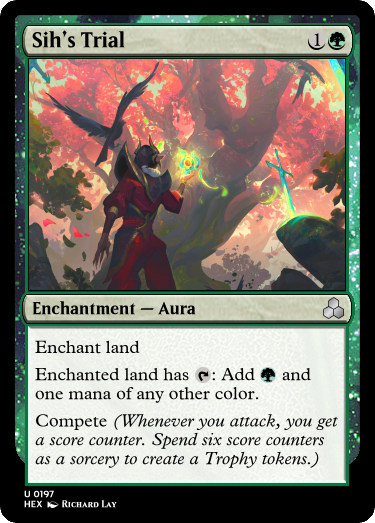 Sih's Trial 1
Enchantment — Aura
Enchant land
Enchanted land has : Add and
one mana of any other color.
Compete (Whenever you attack, you get
a score counter. Spend six score counters
as a sorcery to create a Trophy tokens.)
U 0197
HEX Richard Lay